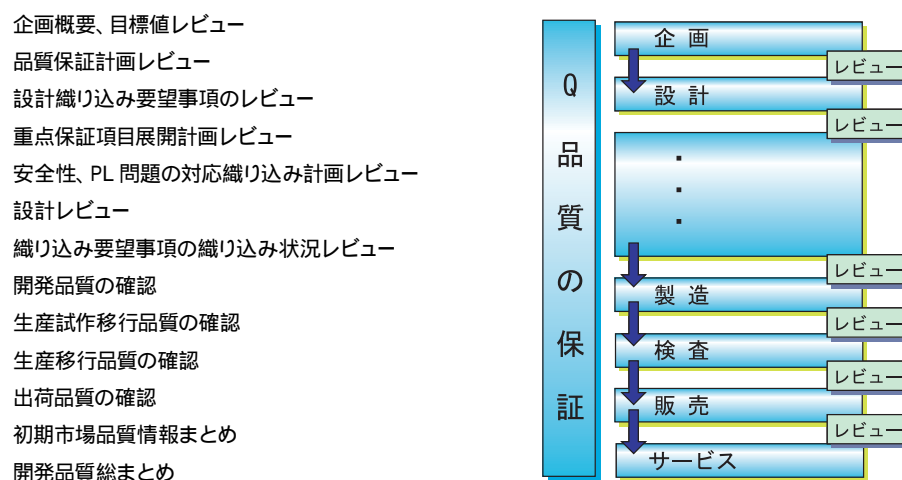 企画概要、目標値レビュー
品質保証計画レビュー
設計織り込み要望事項のレビュー
重点保証項目展開計画レビュー
安全性、PL 問題の対応織り込み計画レビュー
設計レビュー
織り込み要望事項の織り込み状況レビュー
開発品質の確認
生産試作移行品質の確認
生産移行品質の確認
出荷品質の確認
初期市場品質情報まとめ
開発品質総まとめ
Q品質の保証
企 画
レビュー
設 計
レビュー
・
・
・
レビュー
製 造
レビュー
検 査
レビュー
販 売
レビュー
サービス